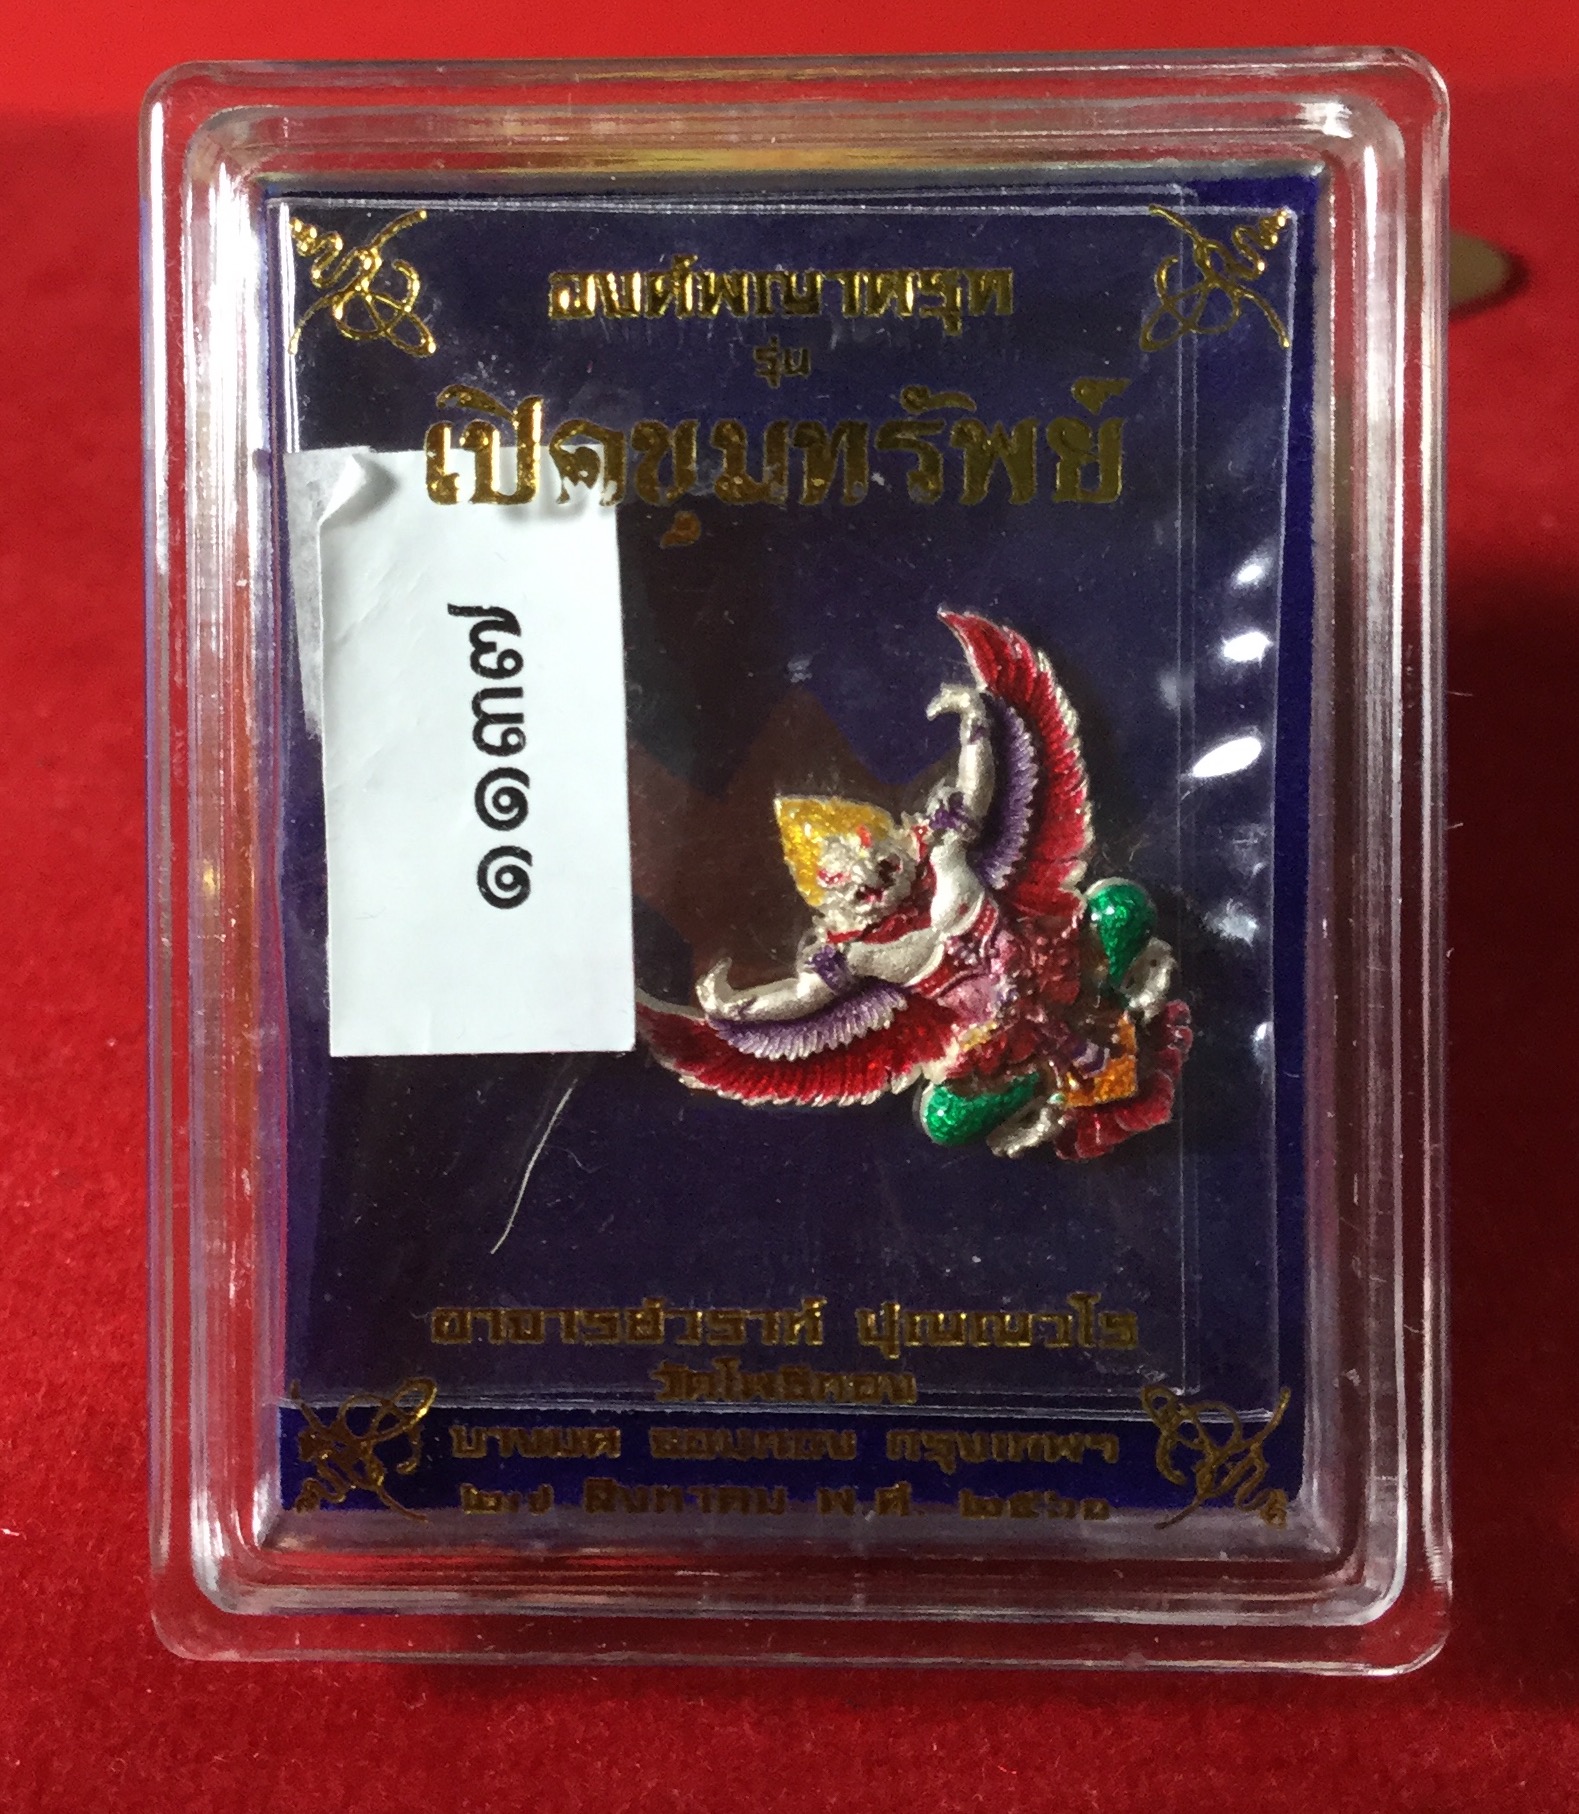 องค์พญาครุฑ
รุ่น
เปิดขุมทรัพย์
๗๓๑๑
อาจารย์วราห์ ปุญญวโร
วัดโพธิทอง
บางมด จอมทอง กรุงเทพฯ
๒๗ สิงหาคม พ.ศ. ๒๕๖๐